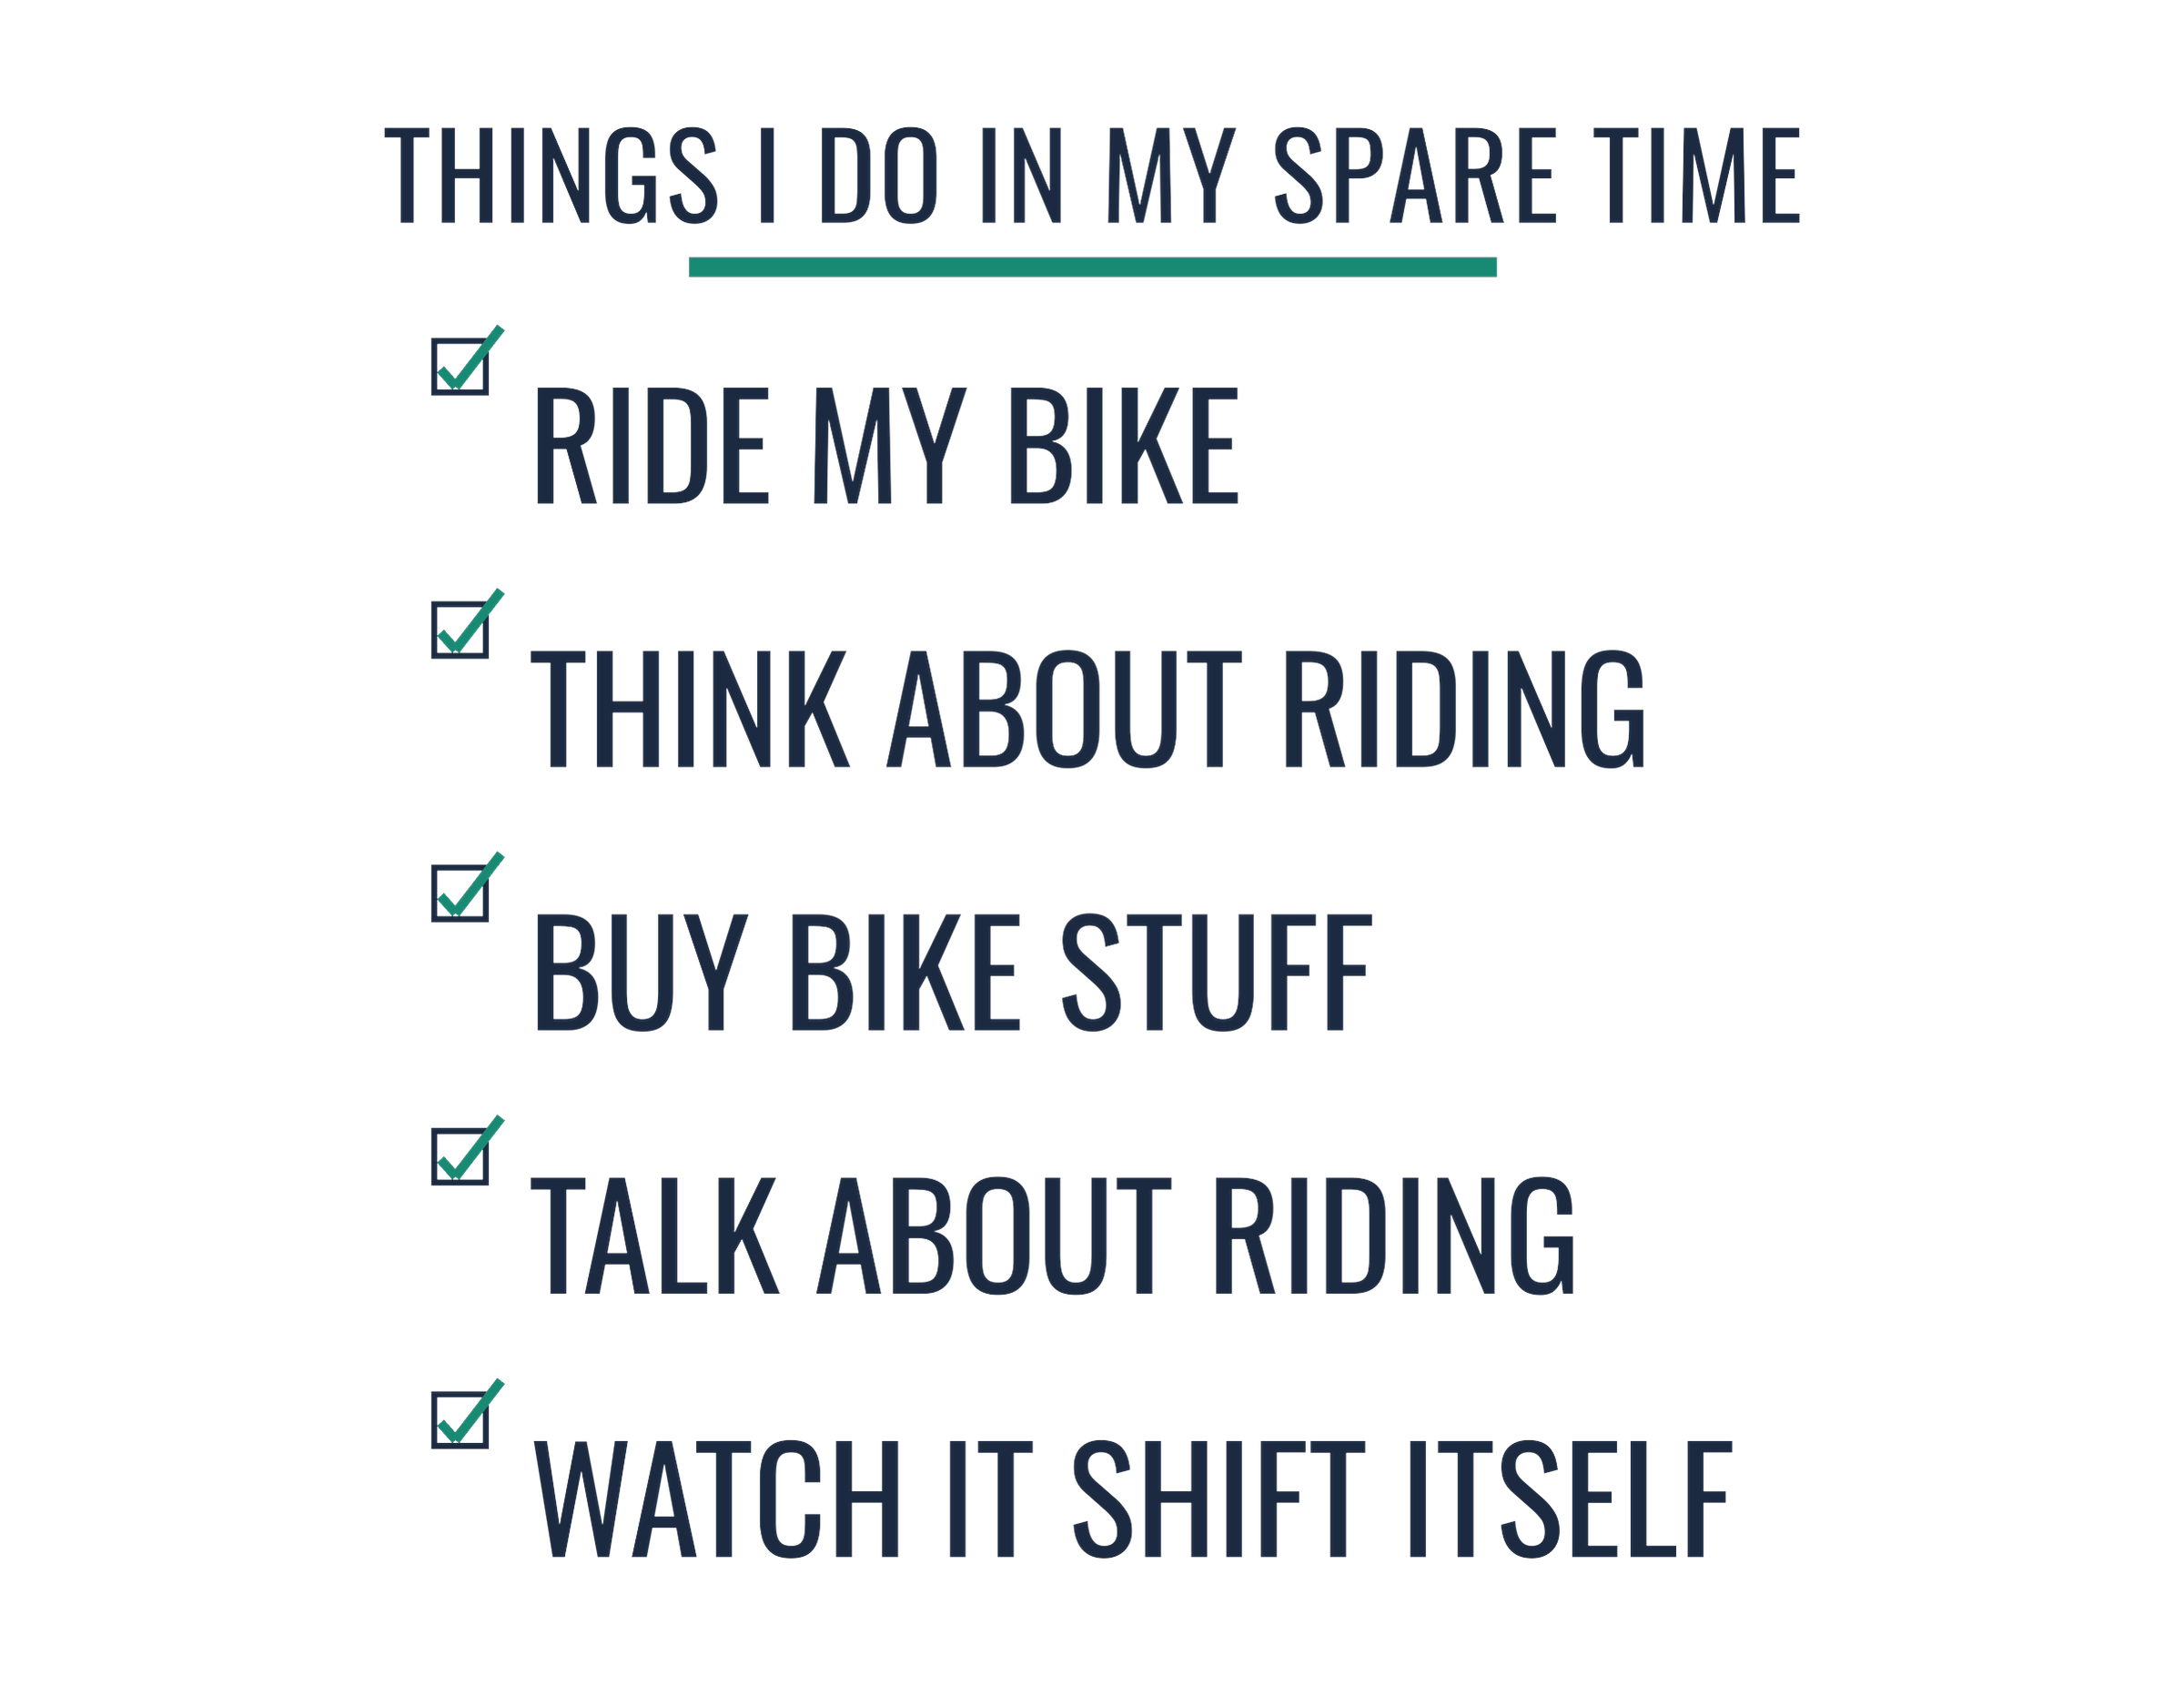 THINGS I DO IN MY SPARE TIME
RIDE MY BIKE
THINK ABOUT RIDING
BUY BIKE STUFF
TALK ABOUT RIDING
WATCH IT SHIFT ITSELF